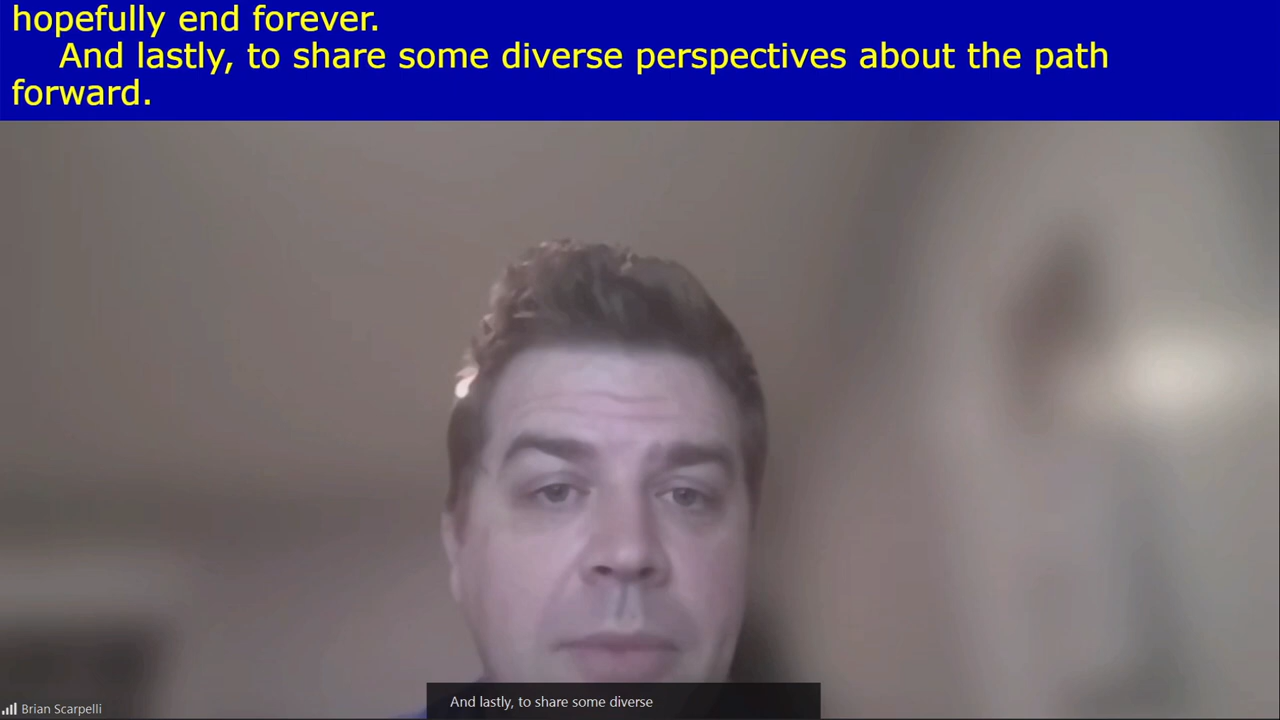 hopefully end forever.
And lastly, to share some diverse perspectives about the path
forward.
And lastly, to share some diverse
Brian Scarpelli